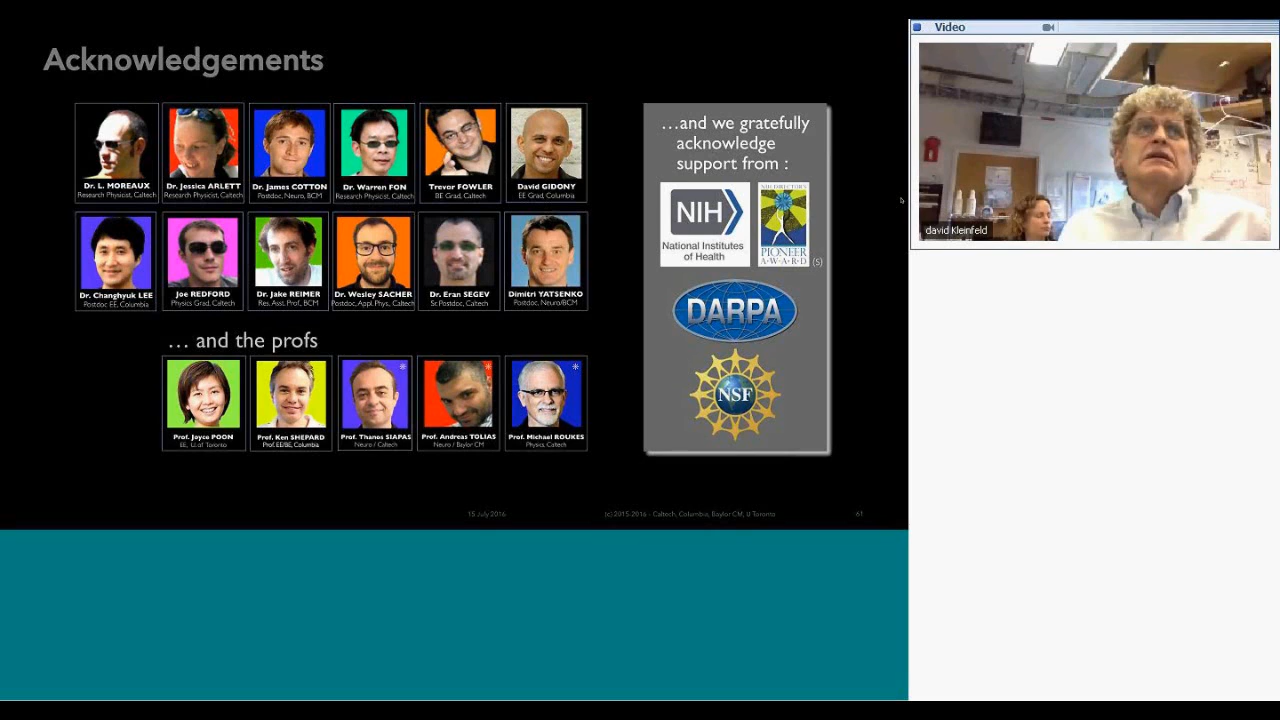 Acknowledgements
Dr. L. MOREAUX
Research Physicist, Caltech
Dr. Jessica ARLETT
Research Physicist, Caltech
Dr. James COTTON
Postdoc, Neuro, BCM
Dr. Warren FON
Research Physicist, Caltech
Trevor FOWLER
BE Grad, Caltech
David GIDONY
EE Grad, Columbia
Dr. Changhyuk LEE
Postdoc EE, Columbia
Joe REDFORD
Physics Grad, Caltech
Dr. Jake REIMER
Res. Asst. Prof., BCM
Dr. Wesley SACHER
Postdoc, Appl. Phys., Caltech
Dr. Eran SEGEV
Sr. Postdoc, Caltech
Dimitri YATSENKO
Postdoc, Neuro/BCM
... and the profs
Prof. Joyce POON
EE, U. of Toronto
Prof. Ken SHEPARD
Prof. EE/BE, Columbia
Prof. Thanos SIAPAS
Neuro / Caltech
Prof. Andreas TOLIAS
Neuro / Baylor CM
Prof. Michael ROUKES
Physics, Caltech
...and we gratefully
acknowledge
support from :
NIH
National Institutes
of Health
NIH DIRECTOR'S
PIONEER
A·W·A·R·D
(S)
DARPA
NSF
15 July 2016
(c) 2015-2016 - Caltech, Columbia, Baylor CM, U Toronto
61
Video
david Kleinfeld